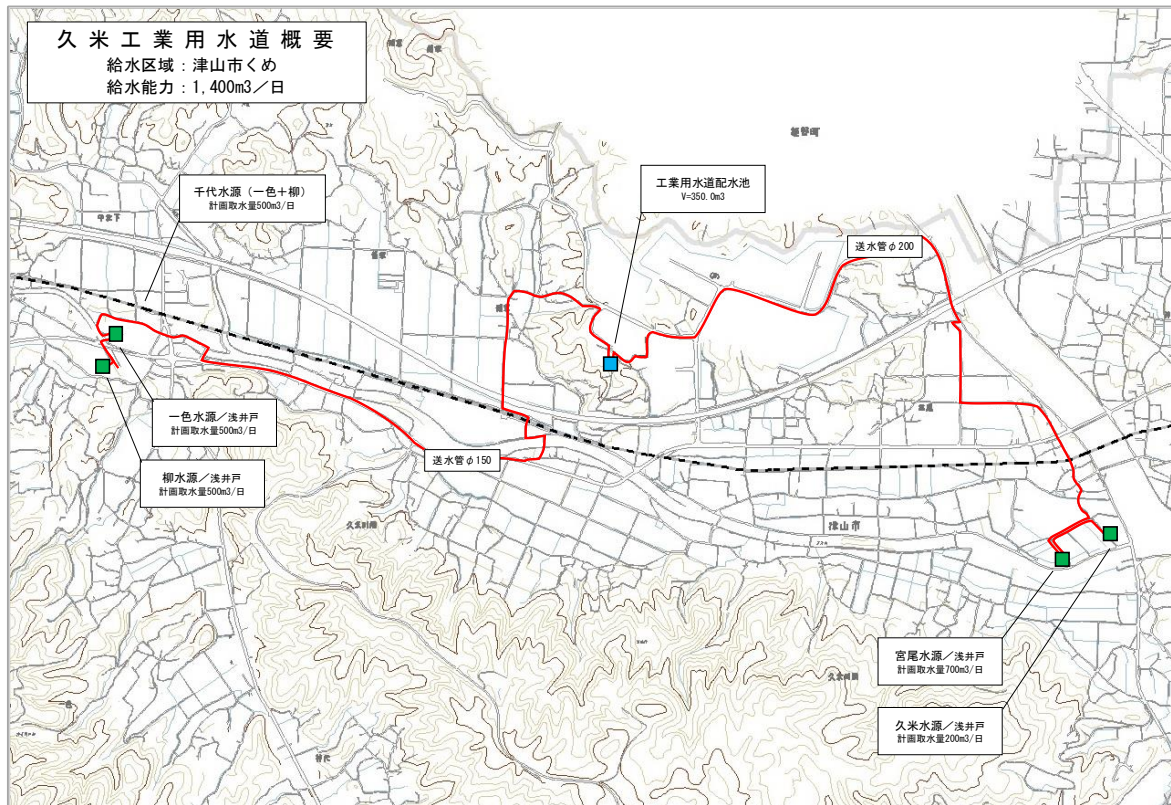 久米工業用水道概要
給水区域：津山市くめ
給水能力：1,400m3／日
千代水源（一色＋柳）
計画取水量500m3/日
工業用水道配水池
V=350.0m3
送水管φ200
一色水源／浅井戸
計画取水量500m3/日
柳水源／浅井戸
計画取水量500m3/日
送水管φ150
津山市
宮尾水源／浅井戸
計画取水量700m3/日
久米水源／浅井戸
計画取水量200m3/日